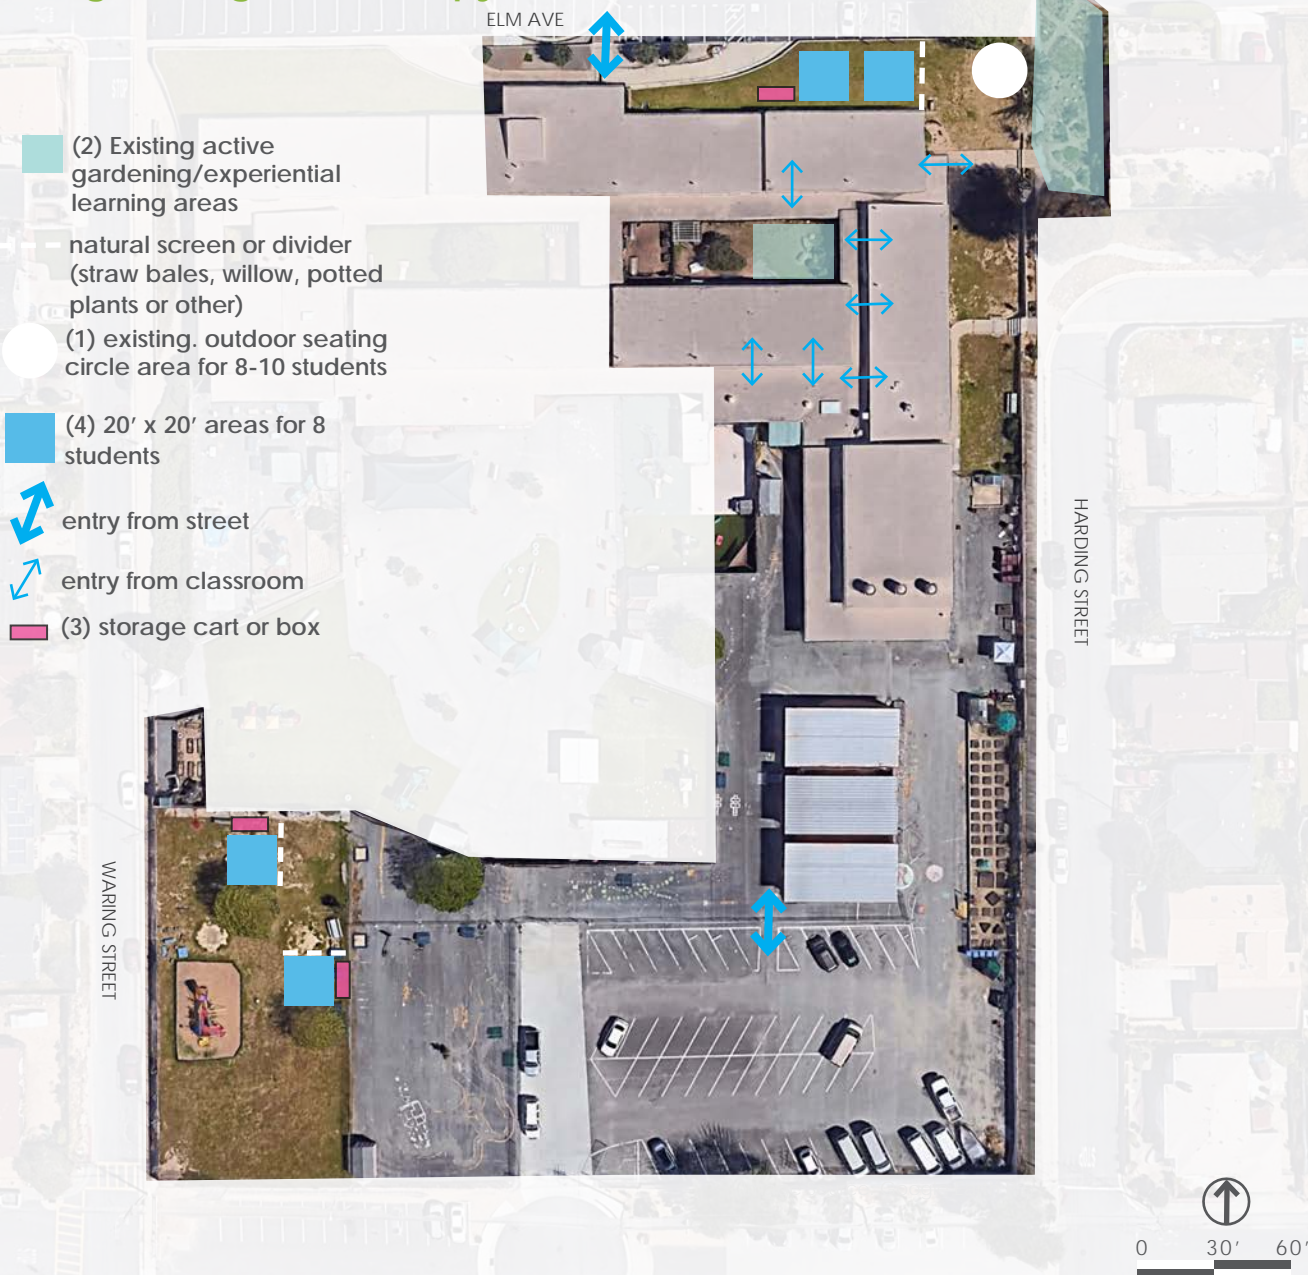 ELM AVE
(2) Existing active
gardening/experiential
learning areas
natural screen or divider
(straw bales, willow, potted
plants or other)
(1) existing. outdoor seating
circle area for 8-10 students
(4) 20' x 20' areas for 8
students
entry from street
entry from classroom
(3) storage cart or box
HARDING STREET
WARING STREET
0 30' 60'